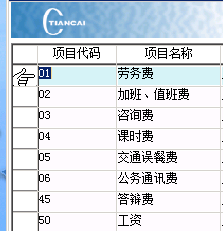 TIANCAI
项目代码 项目名称
01 劳务费
02 加班、值班费
03 咨询费
04 课时费
05 交通误餐费
06 公务通讯费
45 答辩费
50 工资